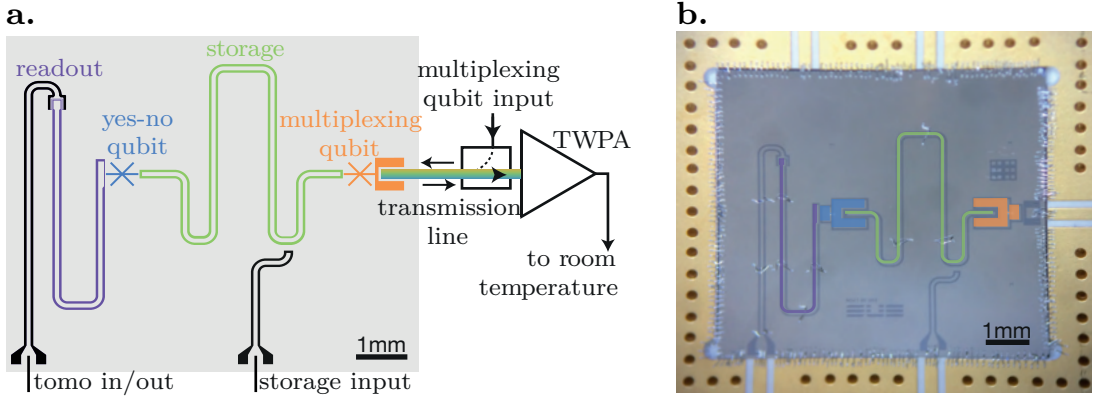 a.
b.
storage
readout
multiplexing
qubit input
yes-no
qubit
multiplexing
qubit
TWPA
transmission
line
to room
temperature
1mm
1mm
tomo in/out
storage input